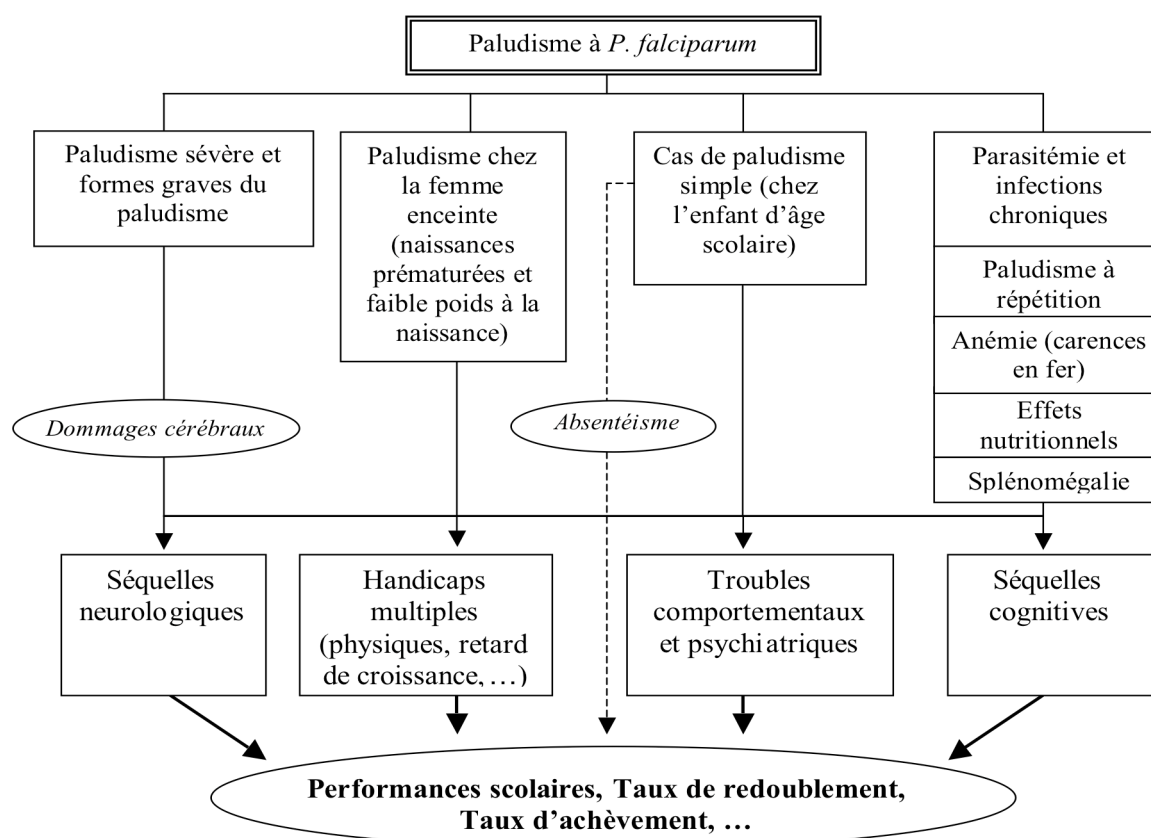 Paludisme à P. falciparum
Paludisme sévère et
formes graves du
paludisme
Paludisme chez
la femme
enceinte
(naissances
prématurées et
faible poids à la
naissance)
Cas de paludisme
simple (chez
l’enfant d’âge
scolaire)
Parasitémie et
infections
chroniques
Paludisme à
répétition
Anémie (carences
en fer)
Effets
nutritionnels
Splénomégalie
Dommages cérébraux
Absentéisme
Séquelles
neurologiques
Handicaps
multiples
(physiques, retard
de croissance, …)
Troubles
comportementaux
et psychiatriques
Séquelles
cognitives
Performances scolaires, Taux de redoublement,
Taux d’achèvement, …